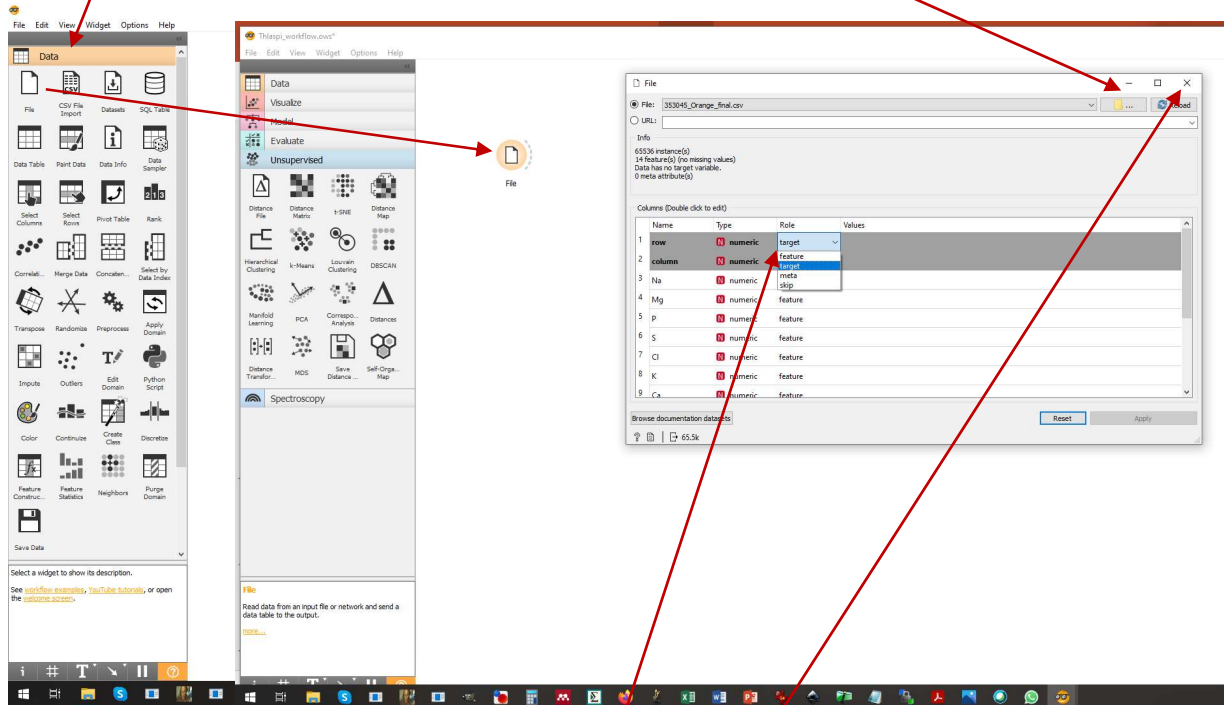 File Edit View Widget Options Help
Data
File CSV File Import Datasets SQL Table
Data Table Paint Data Data Info Data Sampler
Select Columns Select Rows Pivot Table Rank
Correlati... Merge Data Concaten... Select by Data Index
Transpose Randomize Preprocess Apply Domain
Impute Outliers Edit Domain Python Script
Color Continuize Create Class Discretize
Feature Construc... Feature Statistics Neighbors Purge Domain
Save Data
Select a widget to show its description.
See workflow examples, YouTube tutorials, or open
the welcome screen.
Thlaspi_workflow.ows*
File Edit View Widget Options Help
Data
Visualize
Model
Evaluate
Unsupervised
Distance File Distance Matrix t-SNE Distance Map
Hierarchical Clustering k-Means Louvain Clustering DBSCAN
Manifold Learning PCA Correspo... Analysis Distances
Distance Transfor... MDS Save Distance ... Self-Orga... Map
Spectroscopy
File
Read data from an input file or network and send a
data table to the output.
more...
File
File
File: 353045_Orange_final.csv ... Reload
URL:
Info
65536 instance(s)
14 feature(s) (no missing values)
Data has no target variable.
0 meta attribute(s)
Columns (Double click to edit)
Name Type Role Values
1 row N numeric target
2 column N numeric
feature
target
meta
skip
3 Na N numeric
4 Mg N numeric feature
5 P N numeric feature
6 S N numeric feature
7 Cl N numeric feature
8 K N numeric feature
9 Ca N numeric feature
Browse documentation datasets Reset Apply
65.5k